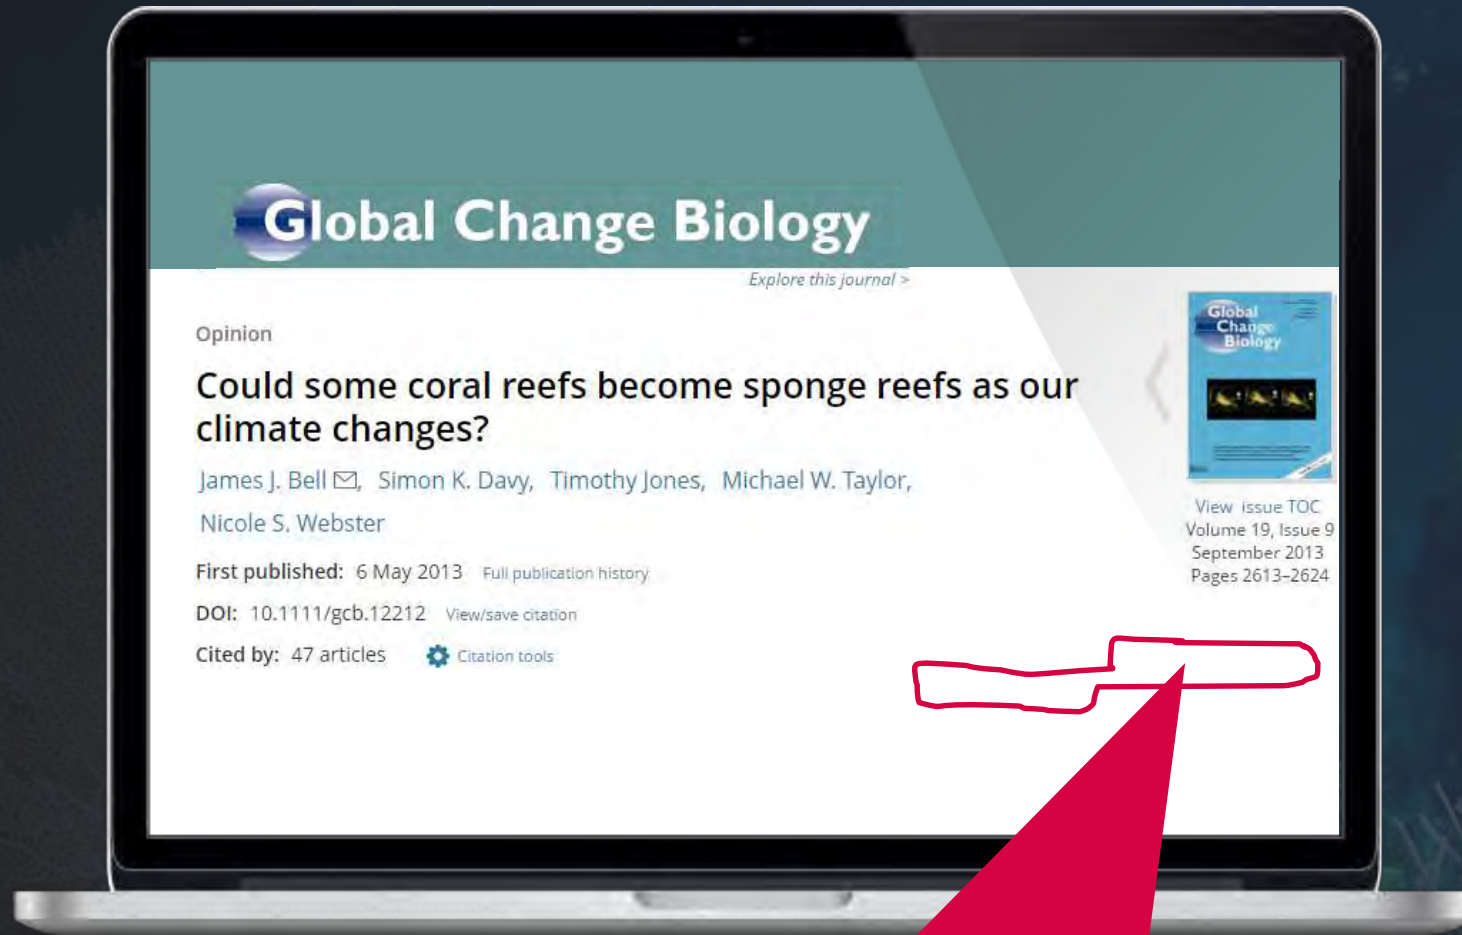 Global Change Biology
Explore this journal >
Opinion
Could some coral reefs become sponge reefs as our
climate changes?
James J. Bell, Simon K. Davy, Timothy Jones, Michael W. Taylor,
Nicole S. Webster
First published: 6 May 2013 Full publication history
DOI: 10.1111/gcb.12212 View/save citation
Cited by: 47 articles Citation tools
Global
Change
Biology
View issue TOC
Volume 19, Issue 9
September 2013
Pages 2613–2624